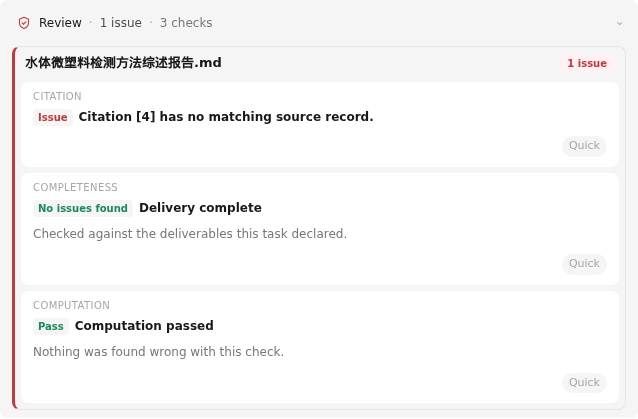 Review · 1 issue · 3 checks
水体微塑料检测方法综述报告.md
1 issue
CITATION
Issue Citation [4] has no matching source record.
Quick
COMPLETENESS
No issues found Delivery complete
Checked against the deliverables this task declared.
Quick
COMPUTATION
Pass Computation passed
Nothing was found wrong with this check.
Quick